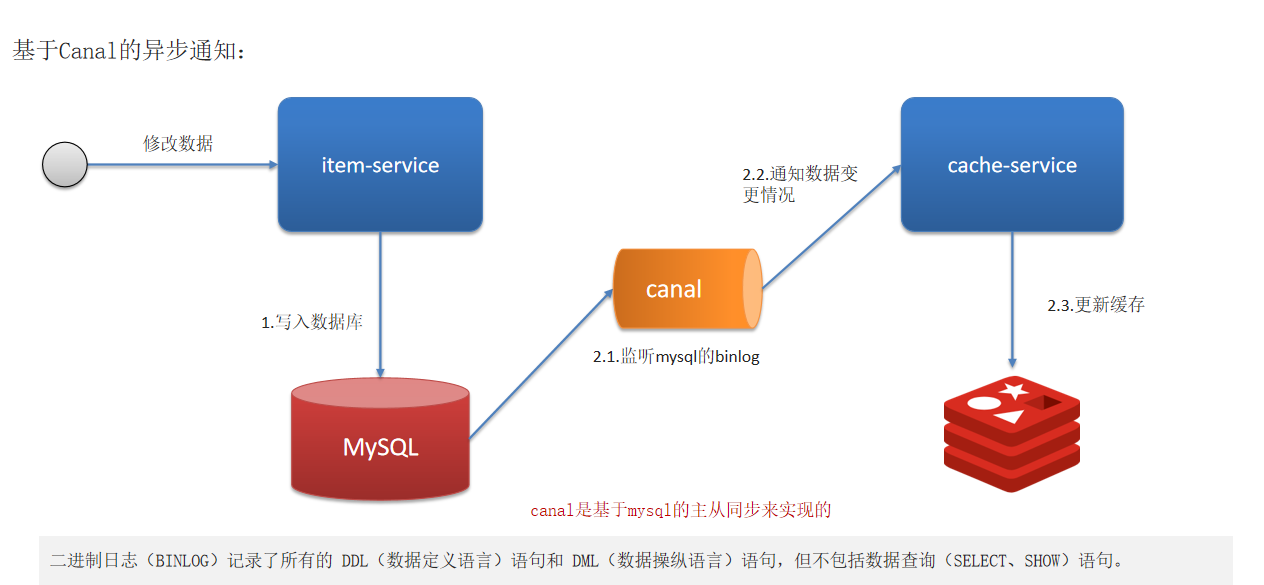 基于Canal的异步通知：
修改数据
item-service
cache-service
2.2.通知数据变
更情况
canal
1.写入数据库
2.3.更新缓存
2.1.监听mysql的binlog
MySQL
canal是基于mysql的主从同步来实现的
二进制日志（BINLOG）记录了所有的 DDL（数据定义语言）语句和 DML（数据操纵语言）语句，但不包括数据查询（SELECT、SHOW）语句。